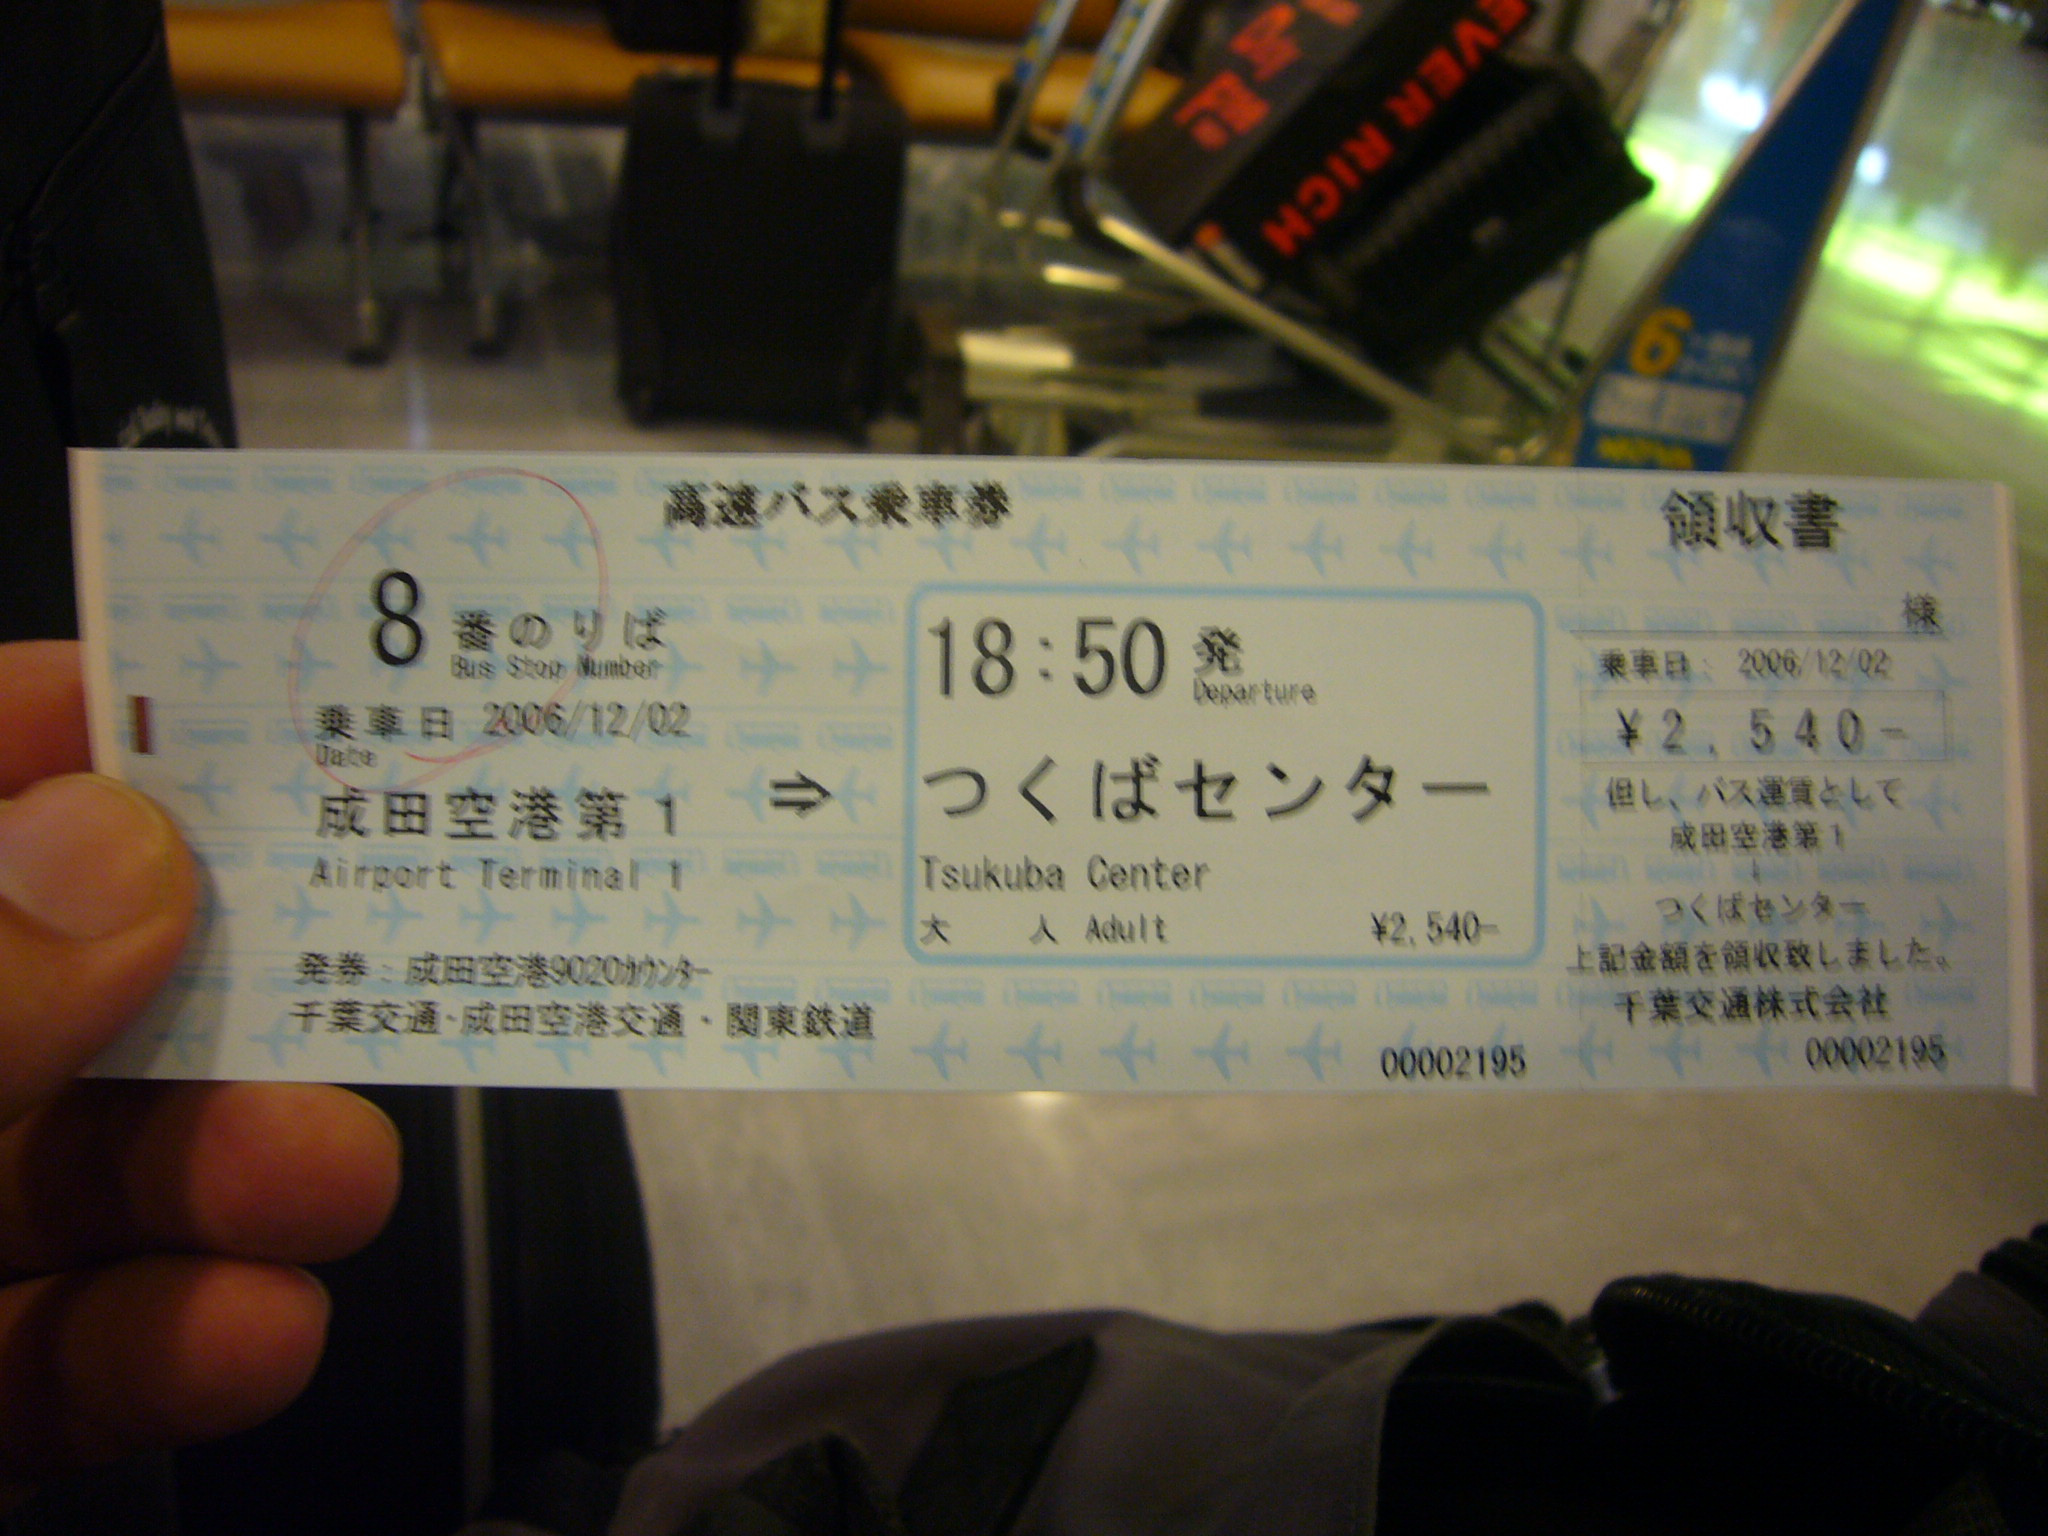 EVER RICH
6
高速バス乗車券
8 番のりば
Bus Stop Number
乗車日 2006/12/02
Date
成田空港第1
Airport Terminal 1
⇒
18:50 発
Departure
つくばセンター
Tsukuba Center
大 人 Adult ¥2,540-
発券:成田空港9020ｶｳﾝﾀｰ
千葉交通・成田空港交通・関東鉄道
00002195
領収書
様
乗車日: 2006/12/02
¥2,540-
但し、バス運賃として
成田空港第1
↓
つくばセンター
上記金額を領収致しました。
千葉交通株式会社
00002195